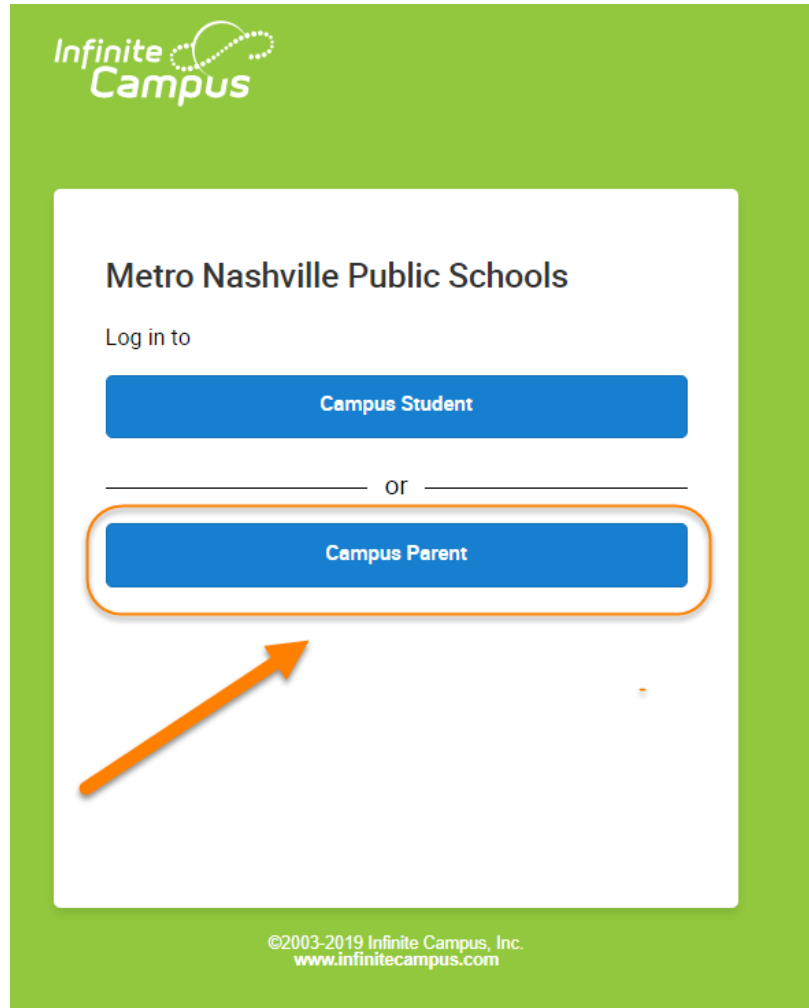 Infinite
Campus
Metro Nashville Public Schools
Log in to
Campus Student
or
Campus Parent
©2003-2019 Infinite Campus, Inc.
www.infinitecampus.com